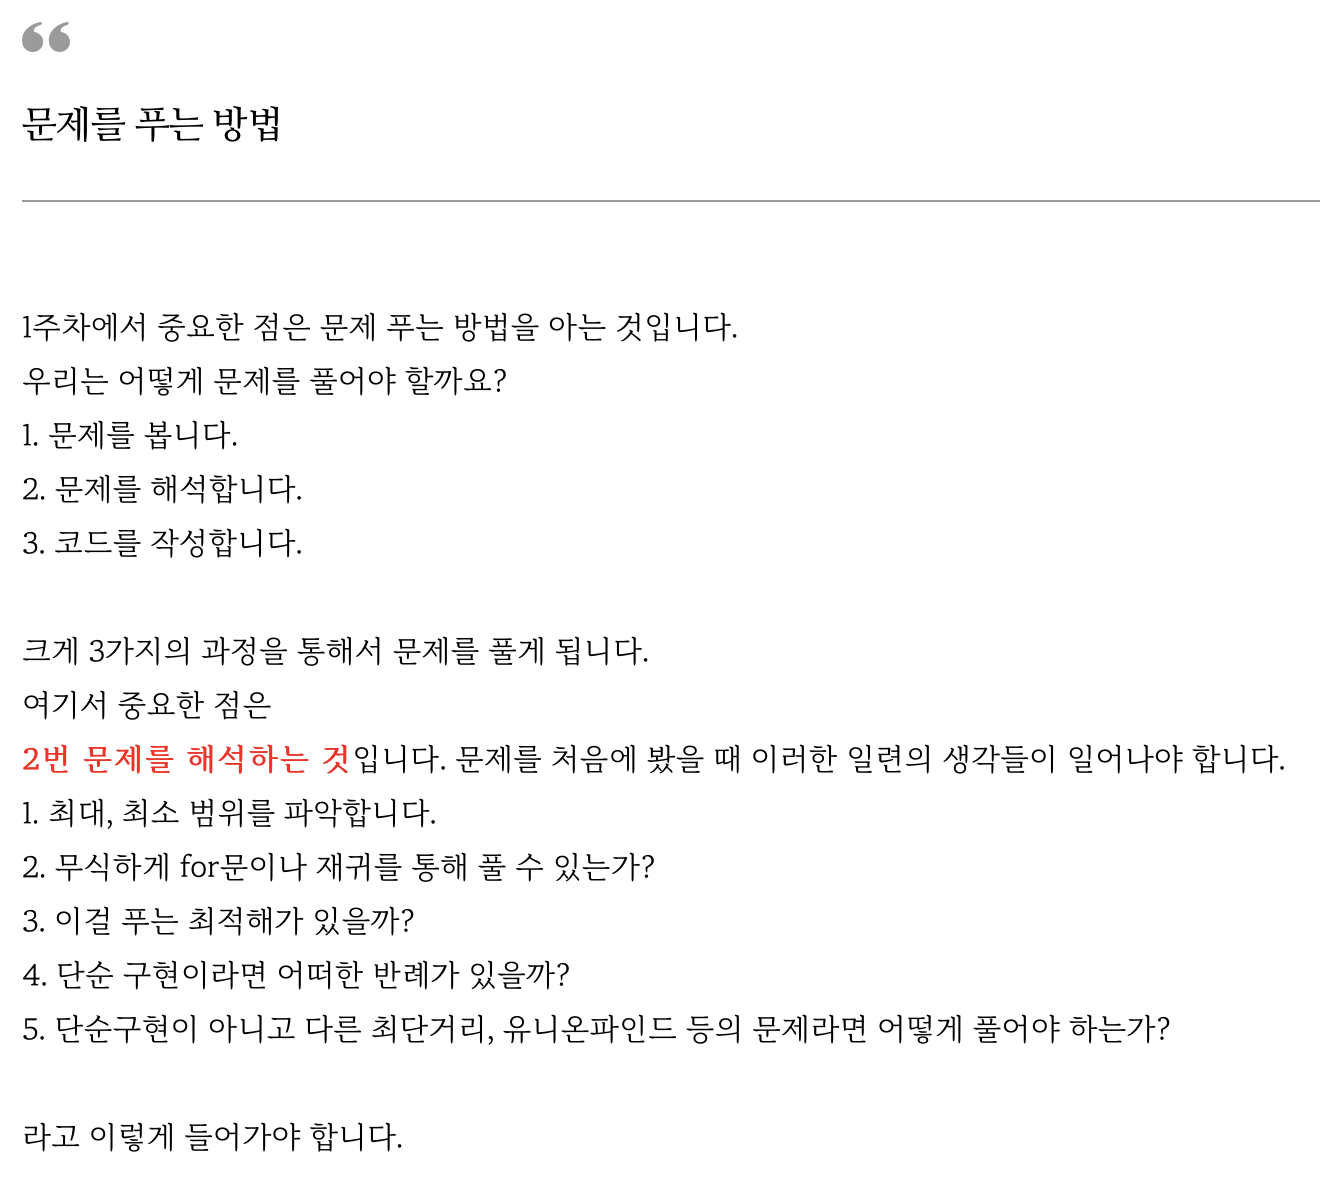 ❝
문제를 푸는 방법
1주차에서 중요한 점은 문제 푸는 방법을 아는 것입니다.
우리는 어떻게 문제를 풀어야 할까요?
1. 문제를 봅니다.
2. 문제를 해석합니다.
3. 코드를 작성합니다.
크게 3가지의 과정을 통해서 문제를 풀게 됩니다.
여기서 중요한 점은
2번 문제를 해석하는 것입니다. 문제를 처음에 봤을 때 이러한 일련의 생각들이 일어나야 합니다.
1. 최대, 최소 범위를 파악합니다.
2. 무식하게 for문이나 재귀를 통해 풀 수 있는가?
3. 이걸 푸는 최적해가 있을까?
4. 단순 구현이라면 어떠한 반례가 있을까?
5. 단순구현이 아니고 다른 최단거리, 유니온파인드 등의 문제라면 어떻게 풀어야 하는가?
라고 이렇게 들어가야 합니다.